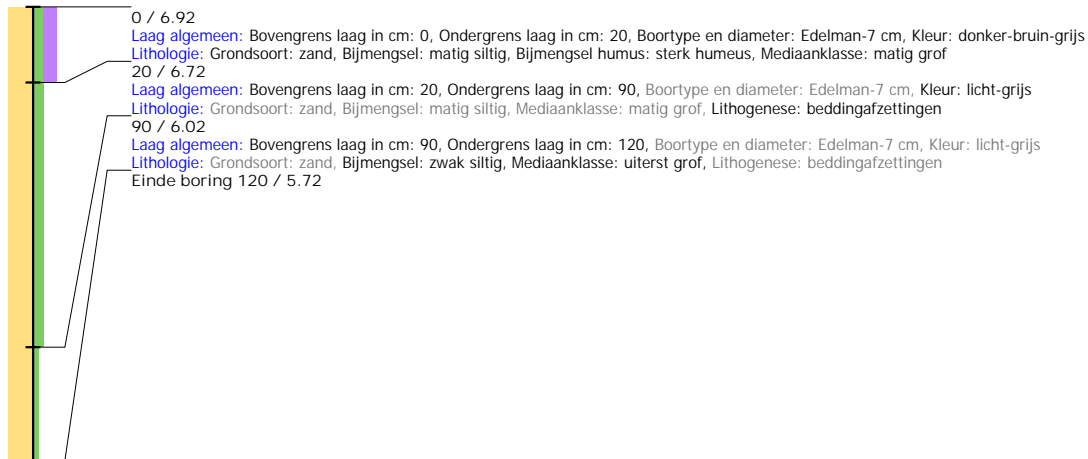 0 / 6.92
Laag algemeen: Bovengrens laag in cm: 0, Ondergrens laag in cm: 20, Boortype en diameter: Edelman-7 cm, Kleur: donker-bruin-grijs
Lithologie: Grondsoort: zand, Bijmengsel: matig siltig, Bijmengsel humus: sterk humeus, Mediaanklasse: matig grof
20 / 6.72
Laag algemeen: Bovengrens laag in cm: 20, Ondergrens laag in cm: 90, Boortype en diameter: Edelman-7 cm, Kleur: licht-grijs
Lithologie: Grondsoort: zand, Bijmengsel: matig siltig, Mediaanklasse: matig grof, Lithogenese: beddingafzettingen
90 / 6.02
Laag algemeen: Bovengrens laag in cm: 90, Ondergrens laag in cm: 120, Boortype en diameter: Edelman-7 cm, Kleur: licht-grijs
Lithologie: Grondsoort: zand, Bijmengsel: zwak siltig, Mediaanklasse: uiterst grof, Lithogenese: beddingafzettingen
Einde boring 120 / 5.72